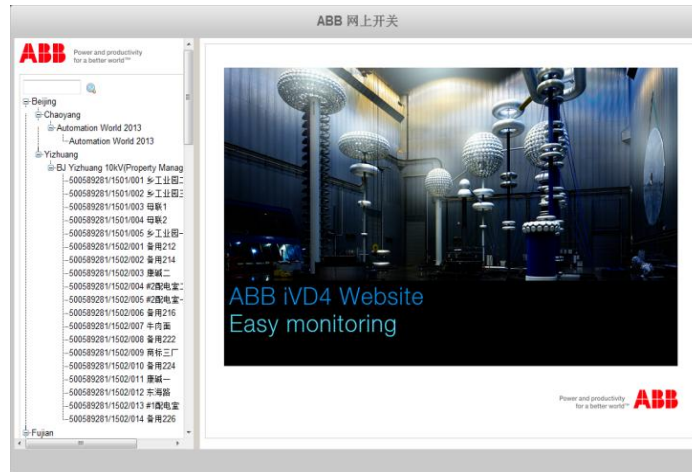 ABB 网上开关
ABB
Power and productivity
for a better world™
Beijing
Chaoyang
Automation World 2013
Automation World 2013
Yizhuang
BJ Yizhuang 10kV(Property Manag
500589281/1501/001 乡工业园二
500589281/1501/002 乡工业园三
500589281/1501/003 母联1
500589281/1501/004 母联2
500589281/1501/005 乡工业园一
500589281/1502/001 备用212
500589281/1502/002 备用214
500589281/1502/003 康碱二
500589281/1502/004 #2配电室二
500589281/1502/005 #2配电室一
500589281/1502/006 备用216
500589281/1502/007 牛肉面
500589281/1502/008 备用222
500589281/1502/009 商标三厂
500589281/1502/010 备用224
500589281/1502/011 康碱一
500589281/1502/012 东海路
500589281/1502/013 #1配电室
500589281/1502/014 备用226
Fujian
ABB iVD4 Website
Easy monitoring
Power and productivity
for a better world™
ABB